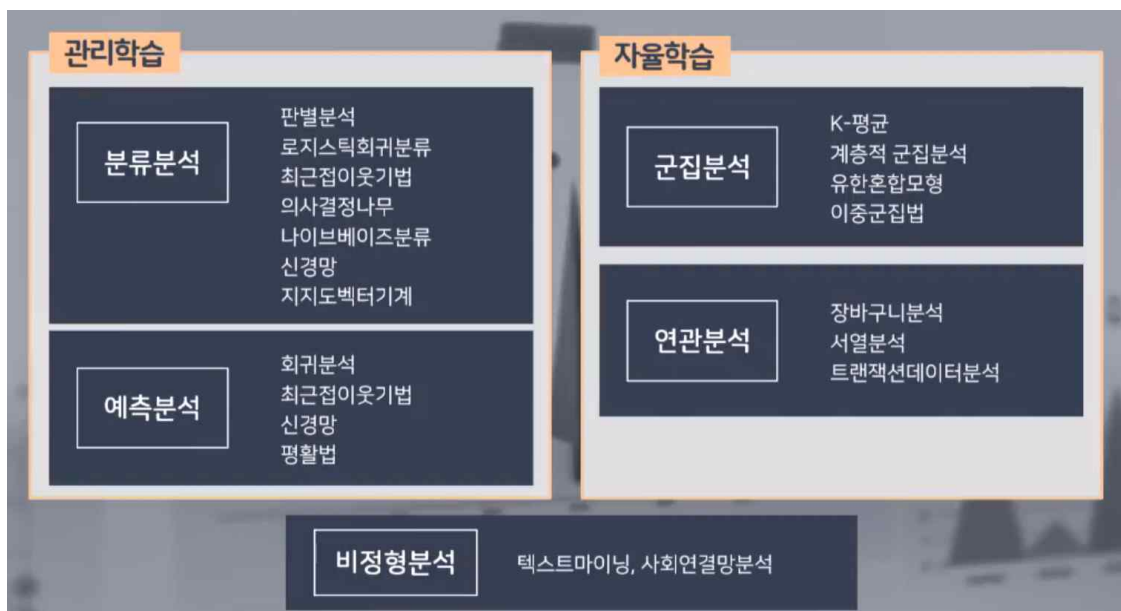 관리학습
분류분석
판별분석
로지스틱회귀분류
최근접이웃기법
의사결정나무
나이브베이즈분류
신경망
지지도벡터기계
예측분석
회귀분석
최근접이웃기법
신경망
평활법
자율학습
군집분석
K-평균
계층적 군집분석
유한혼합모형
이중군집법
연관분석
장바구니분석
서열분석
트랜잭션데이터분석
비정형분석
텍스트마이닝, 사회연결망분석